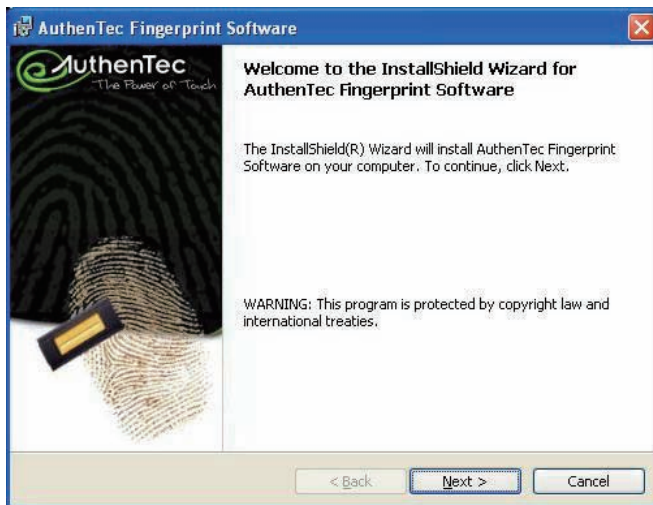 AuthenTec Fingerprint Software
AuthenTec
The Power of Touch
Welcome to the InstallShield Wizard for
AuthenTec Fingerprint Software
The InstallShield(R) Wizard will install AuthenTec Fingerprint
Software on your computer. To continue, click Next.
WARNING: This program is protected by copyright law and
international treaties.
< Back
Next >
Cancel